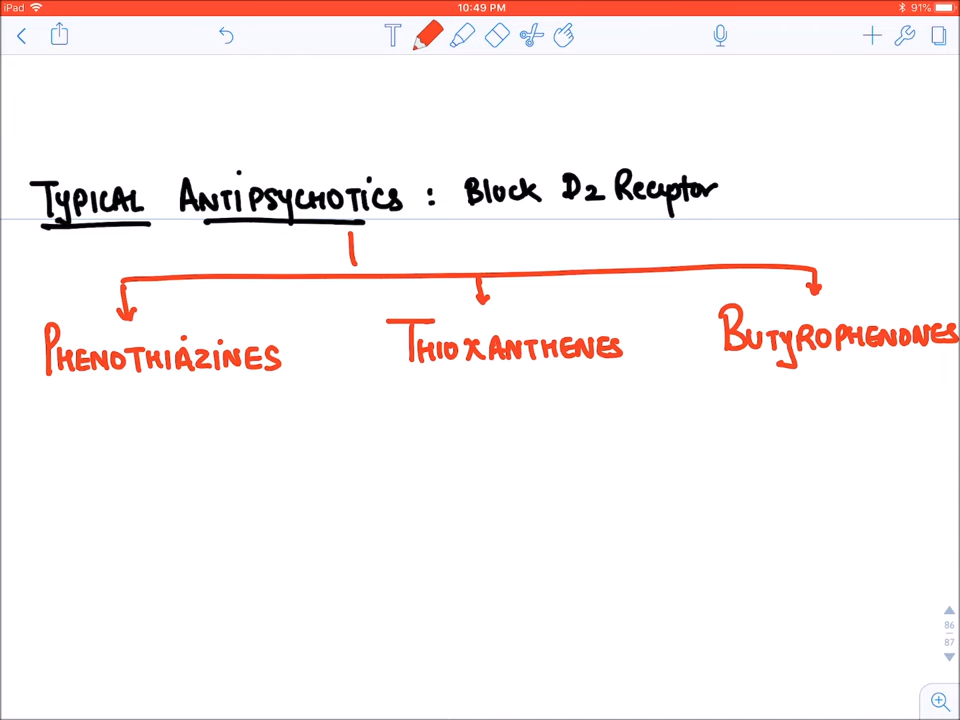 iPad 10:49 PM 91%
T
TYPICAL ANTIPSYCHOTICS : Block D2 Receptor
PHENOTHIAZINES THIOXANTHENES BUTYROPHENONES
86
87